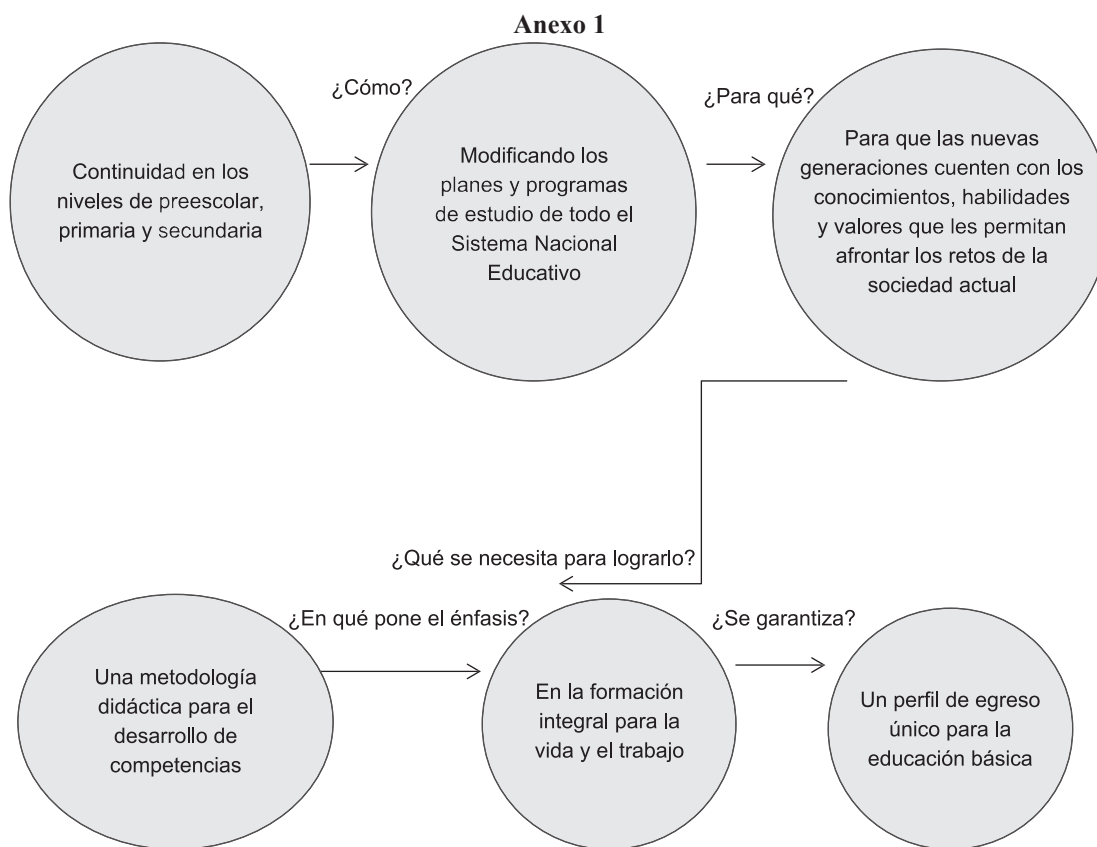 Anexo 1
Continuidad en los
niveles de preescolar,
primaria y secundaria
¿Cómo?
Modificando los
planes y programas
de estudio de todo el
Sistema Nacional
Educativo
¿Para qué?
Para que las nuevas
generaciones cuenten con los
conocimientos, habilidades
y valores que les permitan
afrontar los retos de la
sociedad actual
¿Qué se necesita para lograrlo?
Una metodología
didáctica para el
desarrollo de
competencias
¿En qué pone el énfasis?
En la formación
integral para la
vida y el trabajo
¿Se garantiza?
Un perfil de egreso
único para la
educación básica